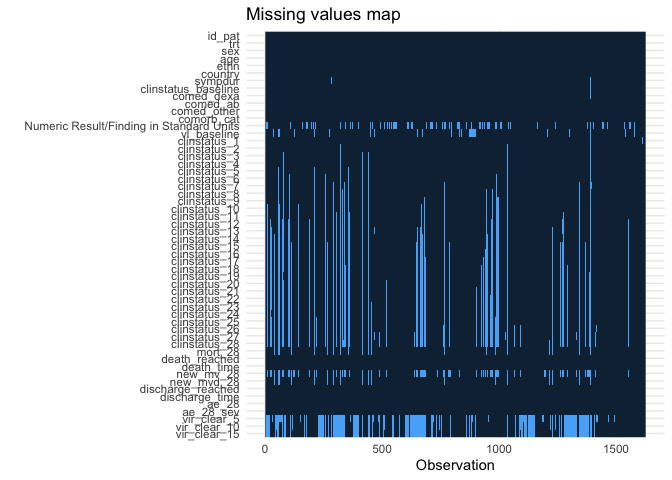 Missing values map
id_pat
trt
sex
age
ethn
country
sympdur
clinstatus_baseline
comed_dexa
comed_ab
comed_other
comorb_cat
Numeric Result/Finding in Standard Units
vl_baseline
clinstatus_1
clinstatus_2
clinstatus_3
clinstatus_4
clinstatus_5
clinstatus_6
clinstatus_7
clinstatus_8
clinstatus_9
clinstatus_10
clinstatus_11
clinstatus_12
clinstatus_13
clinstatus_14
clinstatus_15
clinstatus_16
clinstatus_17
clinstatus_18
clinstatus_19
clinstatus_20
clinstatus_21
clinstatus_22
clinstatus_23
clinstatus_24
clinstatus_25
clinstatus_26
clinstatus_27
clinstatus_28
mort_28
death_reached
death_time
new_mv_28
new_mvd_28
discharge_reached
discharge_time
ae_28
ae_28_sev
vir_clear_5
vir_clear_10
vir_clear_15
0 500 1000 1500
Observation